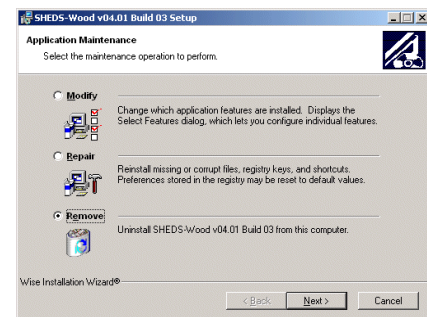 SHEDS-Wood v04.01 Build 03 Setup
Application Maintenance
Select the maintenance operation to perform.
Modify
Change which application features are installed. Displays the
Select Features dialog, which lets you configure individual features.
Repair
Reinstall missing or corrupt files, registry keys, and shortcuts.
Preferences stored in the registry may be reset to default values.
Remove
Uninstall SHEDS-Wood v04.01 Build 03 from this computer.
Wise Installation Wizard®
< Back
Next >
Cancel